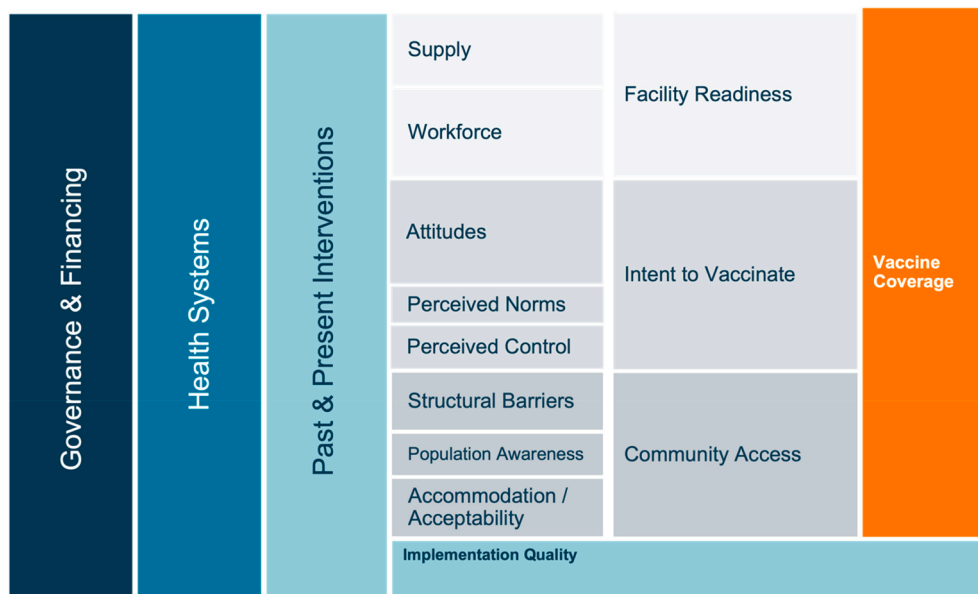 Governance & Financing
Health Systems
Past & Present Interventions
Supply
Workforce
Attitudes
Perceived Norms
Perceived Control
Structural Barriers
Population Awareness
Accommodation /
Acceptability
Facility Readiness
Intent to Vaccinate
Community Access
Vaccine
Coverage
Implementation Quality